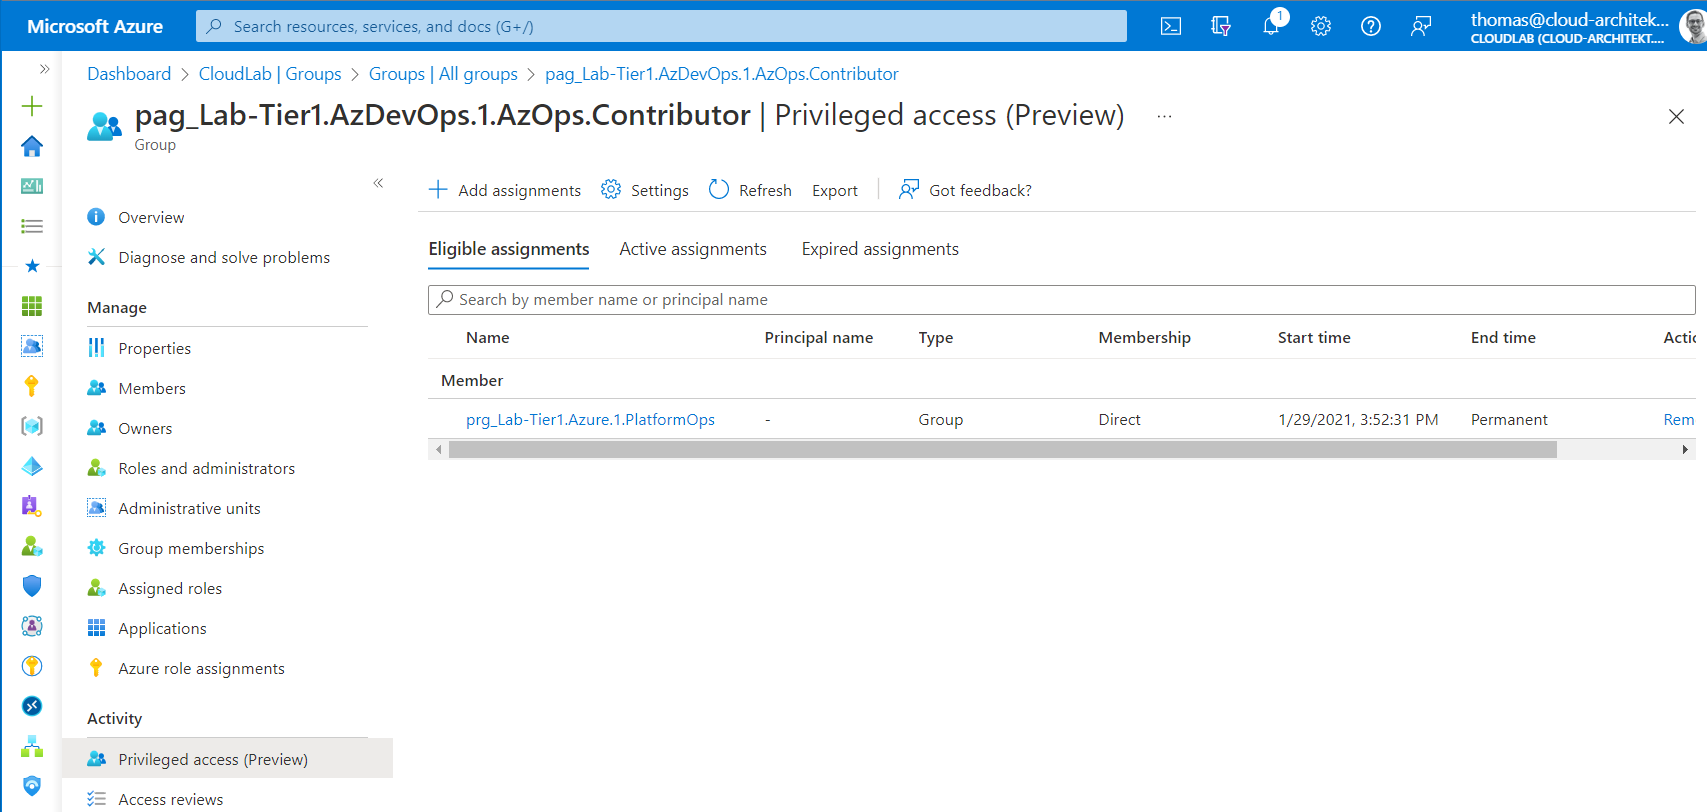 Microsoft Azure
Search resources, services, and docs (G+/)
1
thomas@cloud-architek...
CLOUDLAB (CLOUD-ARCHITEKT....
Dashboard > CloudLab | Groups > Groups | All groups > pag_Lab-Tier1.AzDevOps.1.AzOps.Contributor
pag_Lab-Tier1.AzDevOps.1.AzOps.Contributor | Privileged access (Preview) ...
Group
Overview
Diagnose and solve problems
Manage
Properties
Members
Owners
Roles and administrators
Administrative units
Group memberships
Assigned roles
Applications
Azure role assignments
Activity
Privileged access (Preview)
Access reviews
Add assignments Settings Refresh Export Got feedback?
Eligible assignments Active assignments Expired assignments
Search by member name or principal name
Name Principal name Type Membership Start time End time Actic
Member
prg_Lab-Tier1.Azure.1.PlatformOps - Group Direct 1/29/2021, 3:52:31 PM Permanent Rem